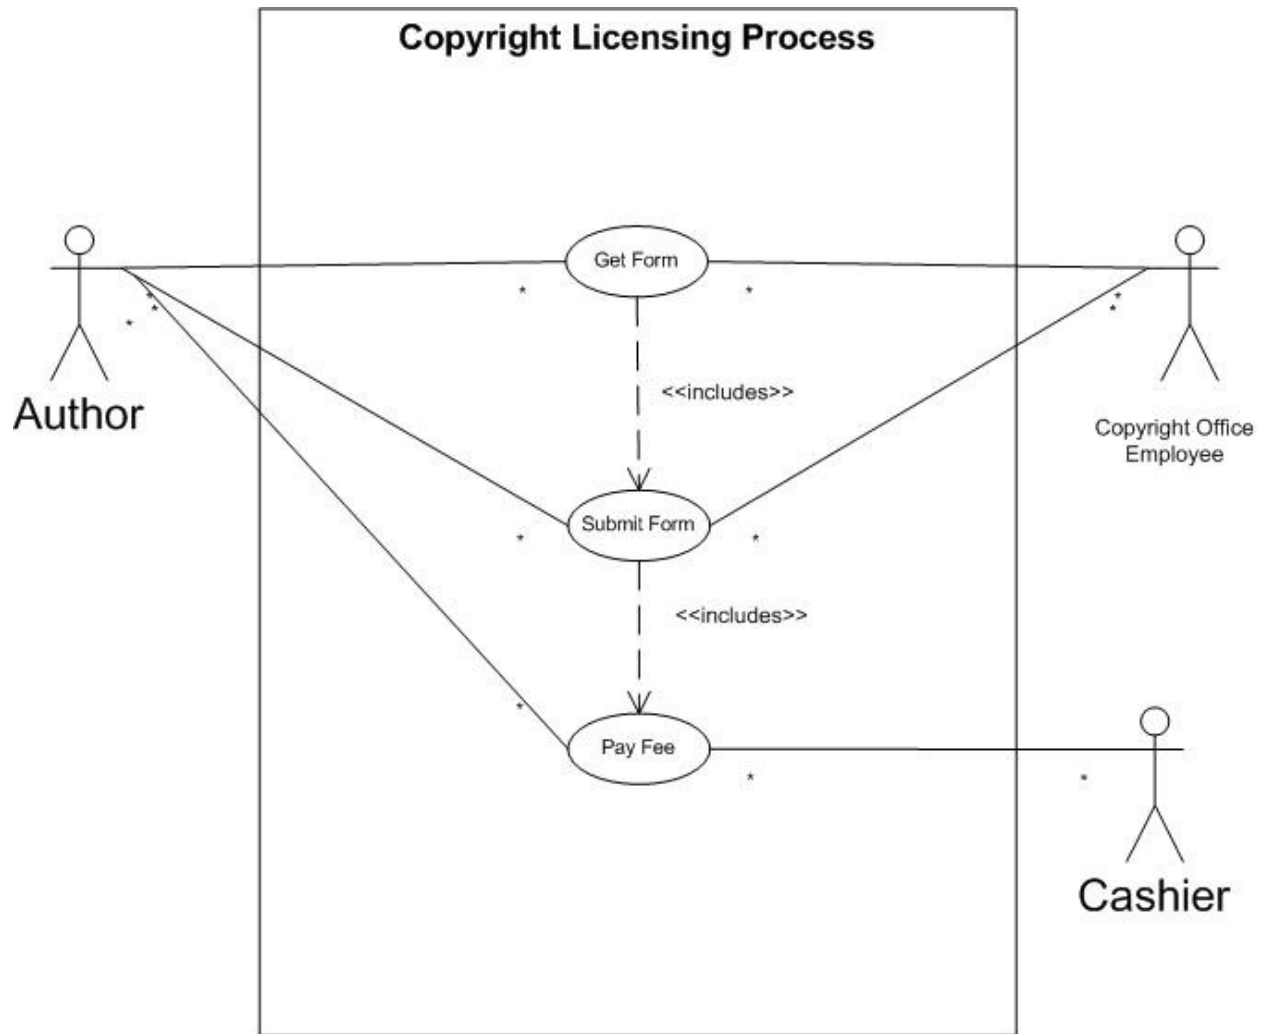 Copyright Licensing Process
Get Form
*
*
*
*
*
*
*
<<includes>>
Author
Copyright Office
Employee
Submit Form
*
*
<<includes>>
*
Pay Fee
*
*
Cashier